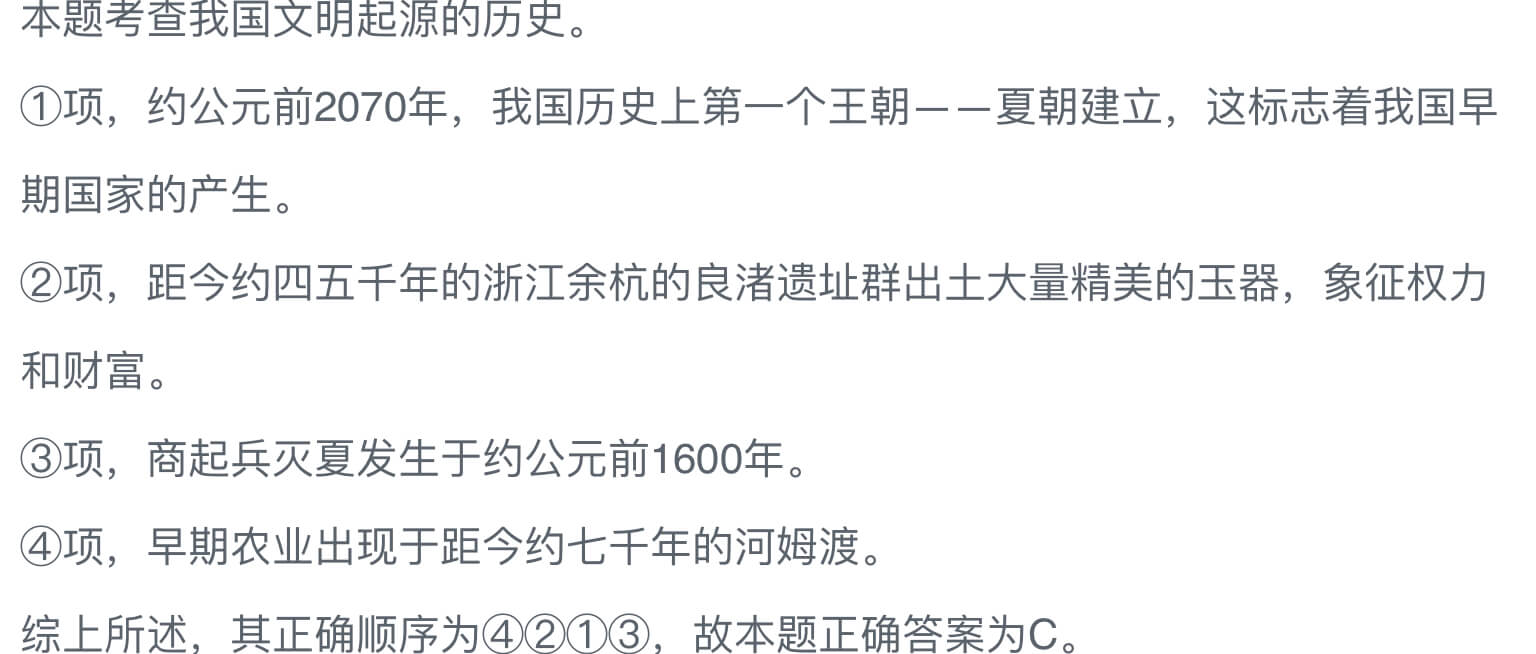 本题考查我国文明起源的历史。
①项，约公元前2070年，我国历史上第一个王朝——夏朝建立，这标志着我国早
期国家的产生。
②项，距今约四五千年的浙江余杭的良渚遗址群出土大量精美的玉器，象征权力
和财富。
③项，商起兵灭夏发生于约公元前1600年。
④项，早期农业出现于距今约七千年的河姆渡。
综上所述，其正确顺序为④②①③，故本题正确答案为C。